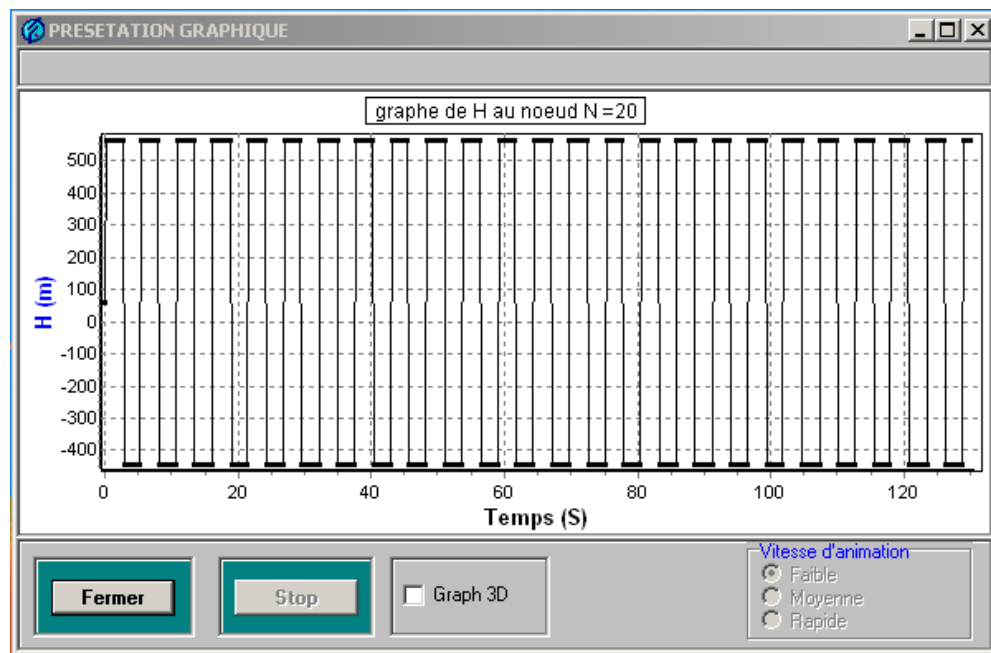 PRESETATION GRAPHIQUE
graphe de H au noeud N =20
500
400
300
200
100
0
-100
-200
-300
-400
H (m)
0 20 40 60 80 100 120
Temps (S)
Fermer
Stop
Graph 3D
Vitesse d'animation
Faible
Moyenne
Rapide